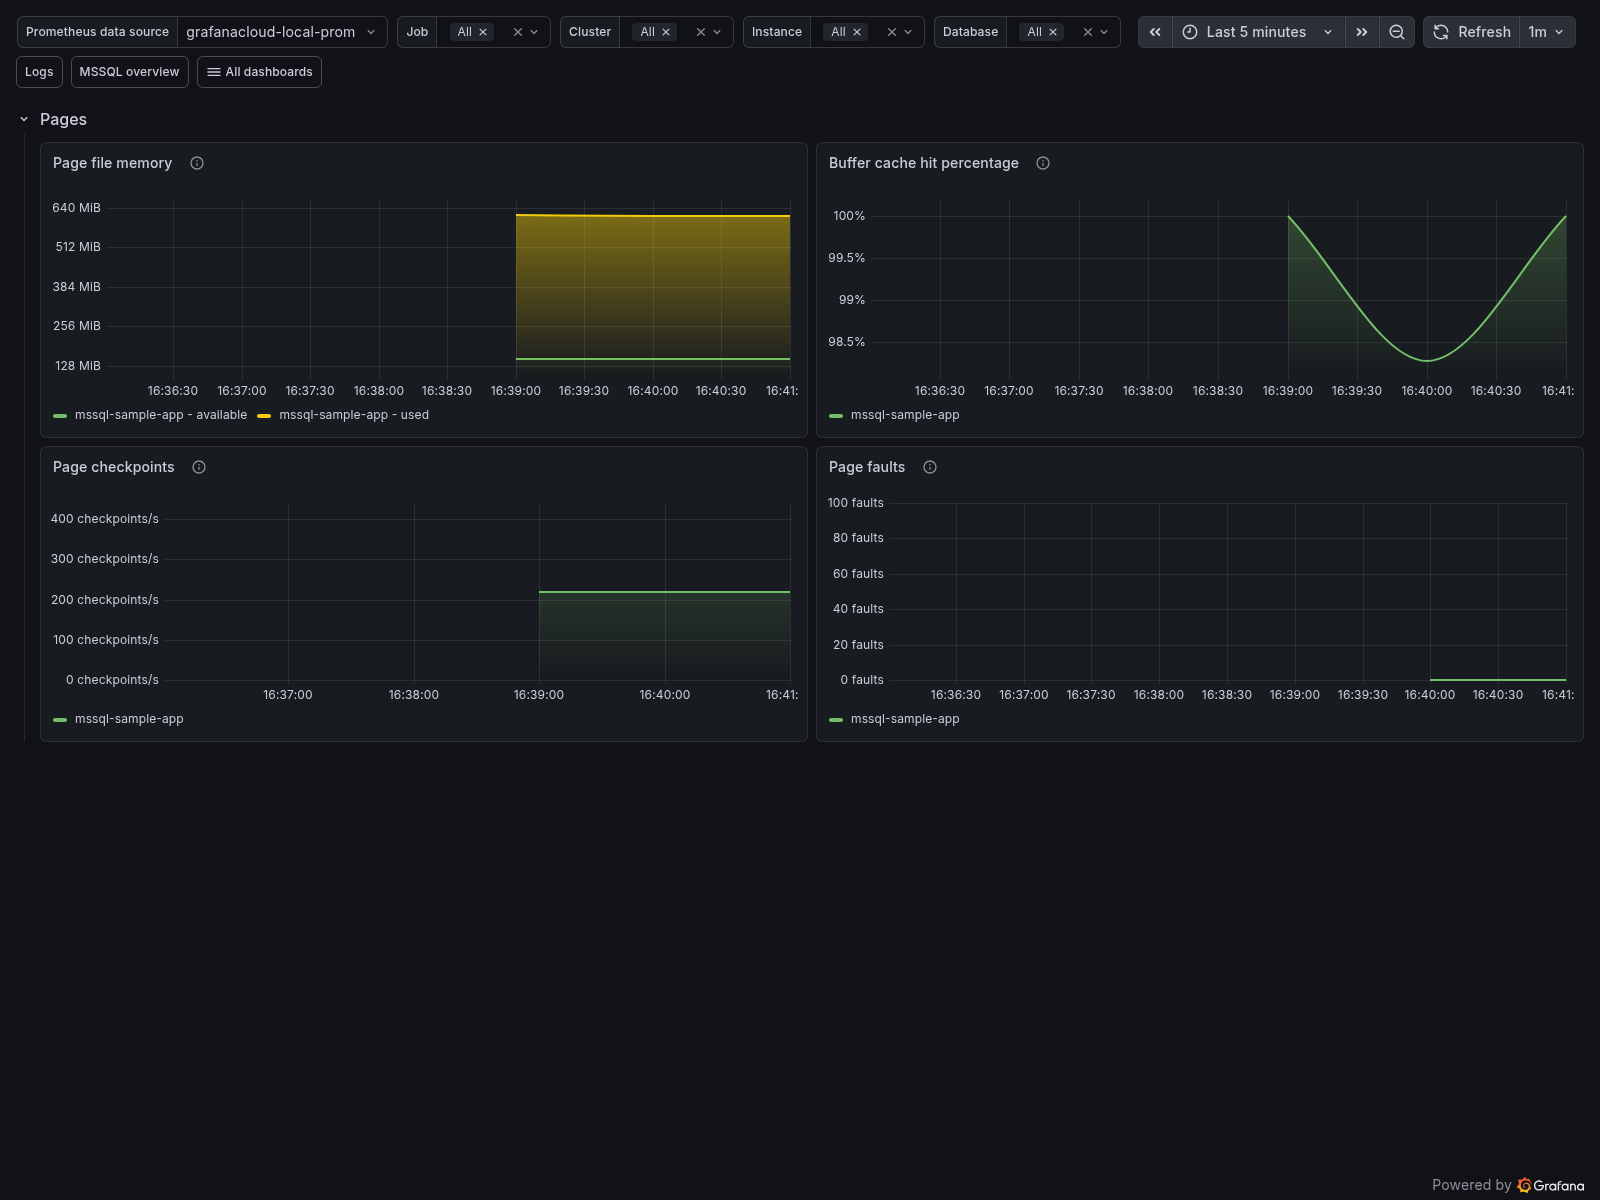 Prometheus data source grafanacloud-local-prom Job All Cluster All Instance All Database All Last 5 minutes Refresh 1m
Logs MSSQL overview All dashboards
Pages
Page file memory
640 MiB
512 MiB
384 MiB
256 MiB
128 MiB
16:36:30 16:37:00 16:37:30 16:38:00 16:38:30 16:39:00 16:39:30 16:40:00 16:40:30 16:41:
mssql-sample-app - available mssql-sample-app - used
Buffer cache hit percentage
100%
99.5%
99%
98.5%
16:36:30 16:37:00 16:37:30 16:38:00 16:38:30 16:39:00 16:39:30 16:40:00 16:40:30 16:41:
mssql-sample-app
Page checkpoints
400 checkpoints/s
300 checkpoints/s
200 checkpoints/s
100 checkpoints/s
0 checkpoints/s
16:37:00 16:38:00 16:39:00 16:40:00 16:41:
mssql-sample-app
Page faults
100 faults
80 faults
60 faults
40 faults
20 faults
0 faults
16:36:30 16:37:00 16:37:30 16:38:00 16:38:30 16:39:00 16:39:30 16:40:00 16:40:30 16:41:
mssql-sample-app
Powered by Grafana